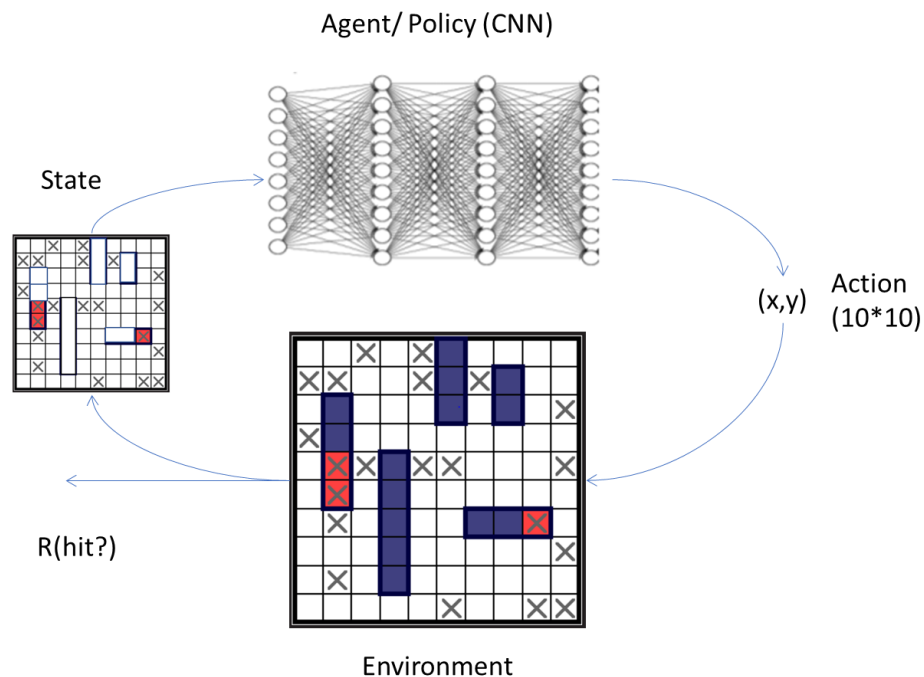 Agent/ Policy (CNN)
State
(x,y)
Action
(10*10)
R(hit?)
Environment